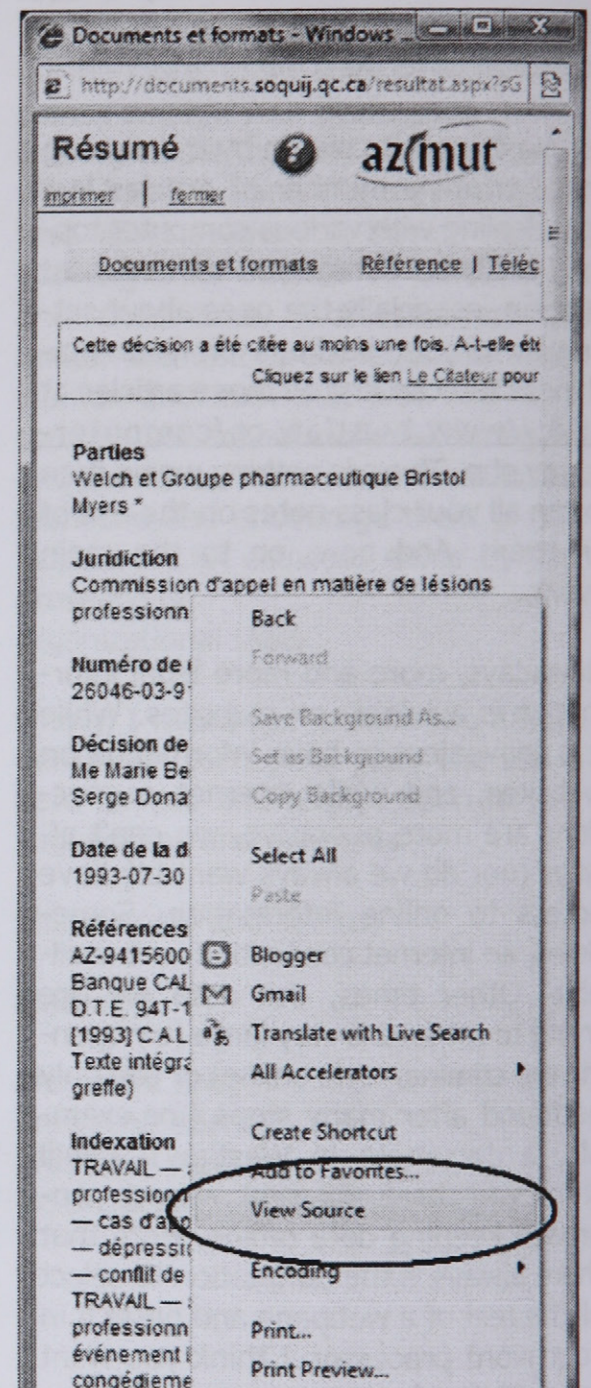 Documents et formats - Windows ...
http://documents.soquij.qc.ca/resultat.aspx?sG
Résumé
? azimut
imprimer | fermer
Documents et formats Référence | Téléc
Cette décision a été citée au moins une fois. A-t-elle éte
Cliquez sur le lien Le Citateur pour
Parties
Welch et Groupe pharmaceutique Bristol
Myers *
Juridiction
Commission d'appel en matière de lésions
professionn
Numéro de
26046-03-91
Décision de
Me Marie Be
Serge Dona
Date de la d
1993-07-30
Références
AZ-9415600
Banque CAL
D.T.E. 94T-1
[1993] C.A.L
Texte intégra
greffe)
Indexation
TRAVAIL —
professionn
— cas d'app
— dépressio
— conflit de
TRAVAIL —
professionn
événement
congédieme
Back
Forward
Save Background As...
Set as Background
Copy Background
Select All
Paste
Blogger
Gmail
Translate with Live Search
All Accelerators
Create Shortcut
Add to Favorites...
View Source
Encoding
Print...
Print Preview...